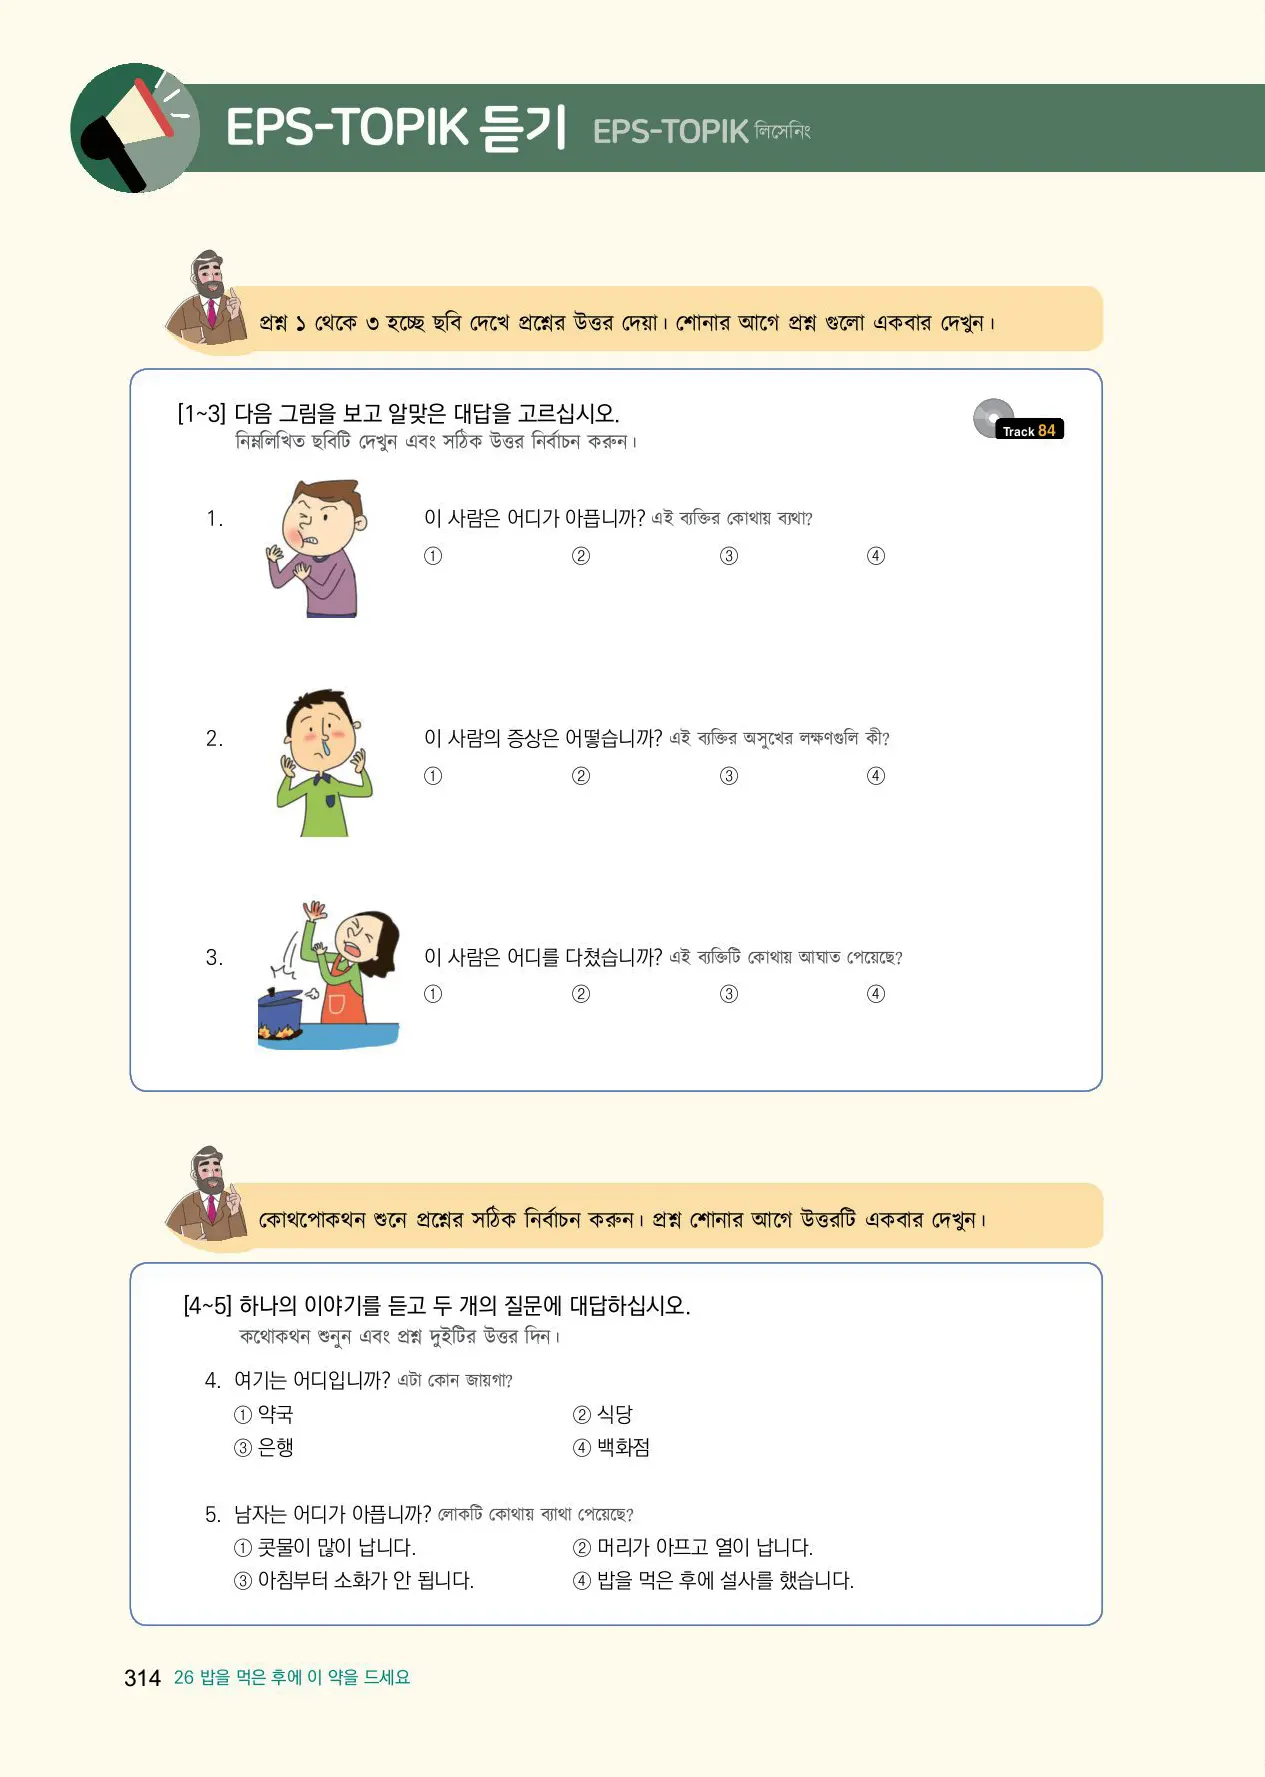 EPS-TOPIK 듣기 EPS-TOPIK লিসেনিং
প্রশ্ন ১ থেকে ৩ হচ্ছে ছবি দেখে প্রশ্নের উত্তর দেয়া। শোনার আগে প্রশ্ন গুলো একবার দেখুন।
[1~3] 다음 그림을 보고 알맞은 대답을 고르십시오.
নিম্নলিখিত ছবিটি দেখুন এবং সঠিক উত্তর নির্বাচন করুন।
Track 84
1. 이 사람은 어디가 아픕니까? এই ব্যক্তির কোথায় ব্যথা?
① ② ③ ④
2. 이 사람의 증상은 어떻습니까? এই ব্যক্তির অসুখের লক্ষণগুলি কী?
① ② ③ ④
3. 이 사람은 어디를 다쳤습니까? এই ব্যক্তিটি কোথায় আঘাত পেয়েছে?
① ② ③ ④
কোথপোকথন শুনে প্রশ্নের সঠিক নির্বাচন করুন। প্রশ্ন শোনার আগে উত্তরটি একবার দেখুন।
[4~5] 하나의 이야기를 듣고 두 개의 질문에 대답하십시오.
কথোকথন শুনুন এবং প্রশ্ন দুইটির উত্তর দিন।
4. 여기는 어디입니까? এটা কোন জায়গা?
① 약국 ② 식당
③ 은행 ④ 백화점
5. 남자는 어디가 아픕니까? লোকটি কোথায় ব্যাথা পেয়েছে?
① 콧물이 많이 납니다. ② 머리가 아프고 열이 납니다.
③ 아침부터 소화가 안 됩니다. ④ 밥을 먹은 후에 설사를 했습니다.
314 26 밥을 먹은 후에 이 약을 드세요